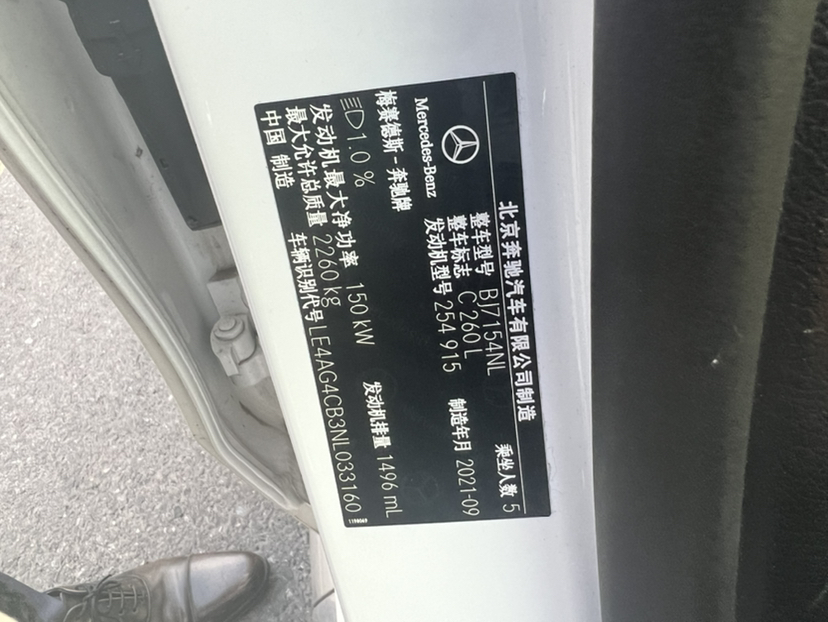 北京奔驰汽车有限公司制造
Mercedes-Benz
整车型号 BJ7154NL 乘坐人数 5
整车标志 C 260 L
发动机型号 254 915 制造年月 2021-09
梅赛德斯-奔驰牌
1.0 %
发动机最大净功率 150 kW 发动机排量 1496 mL
最大允许总质量 2260 kg
中国 制造 车辆识别代号 LE4AG4CB3NL033160